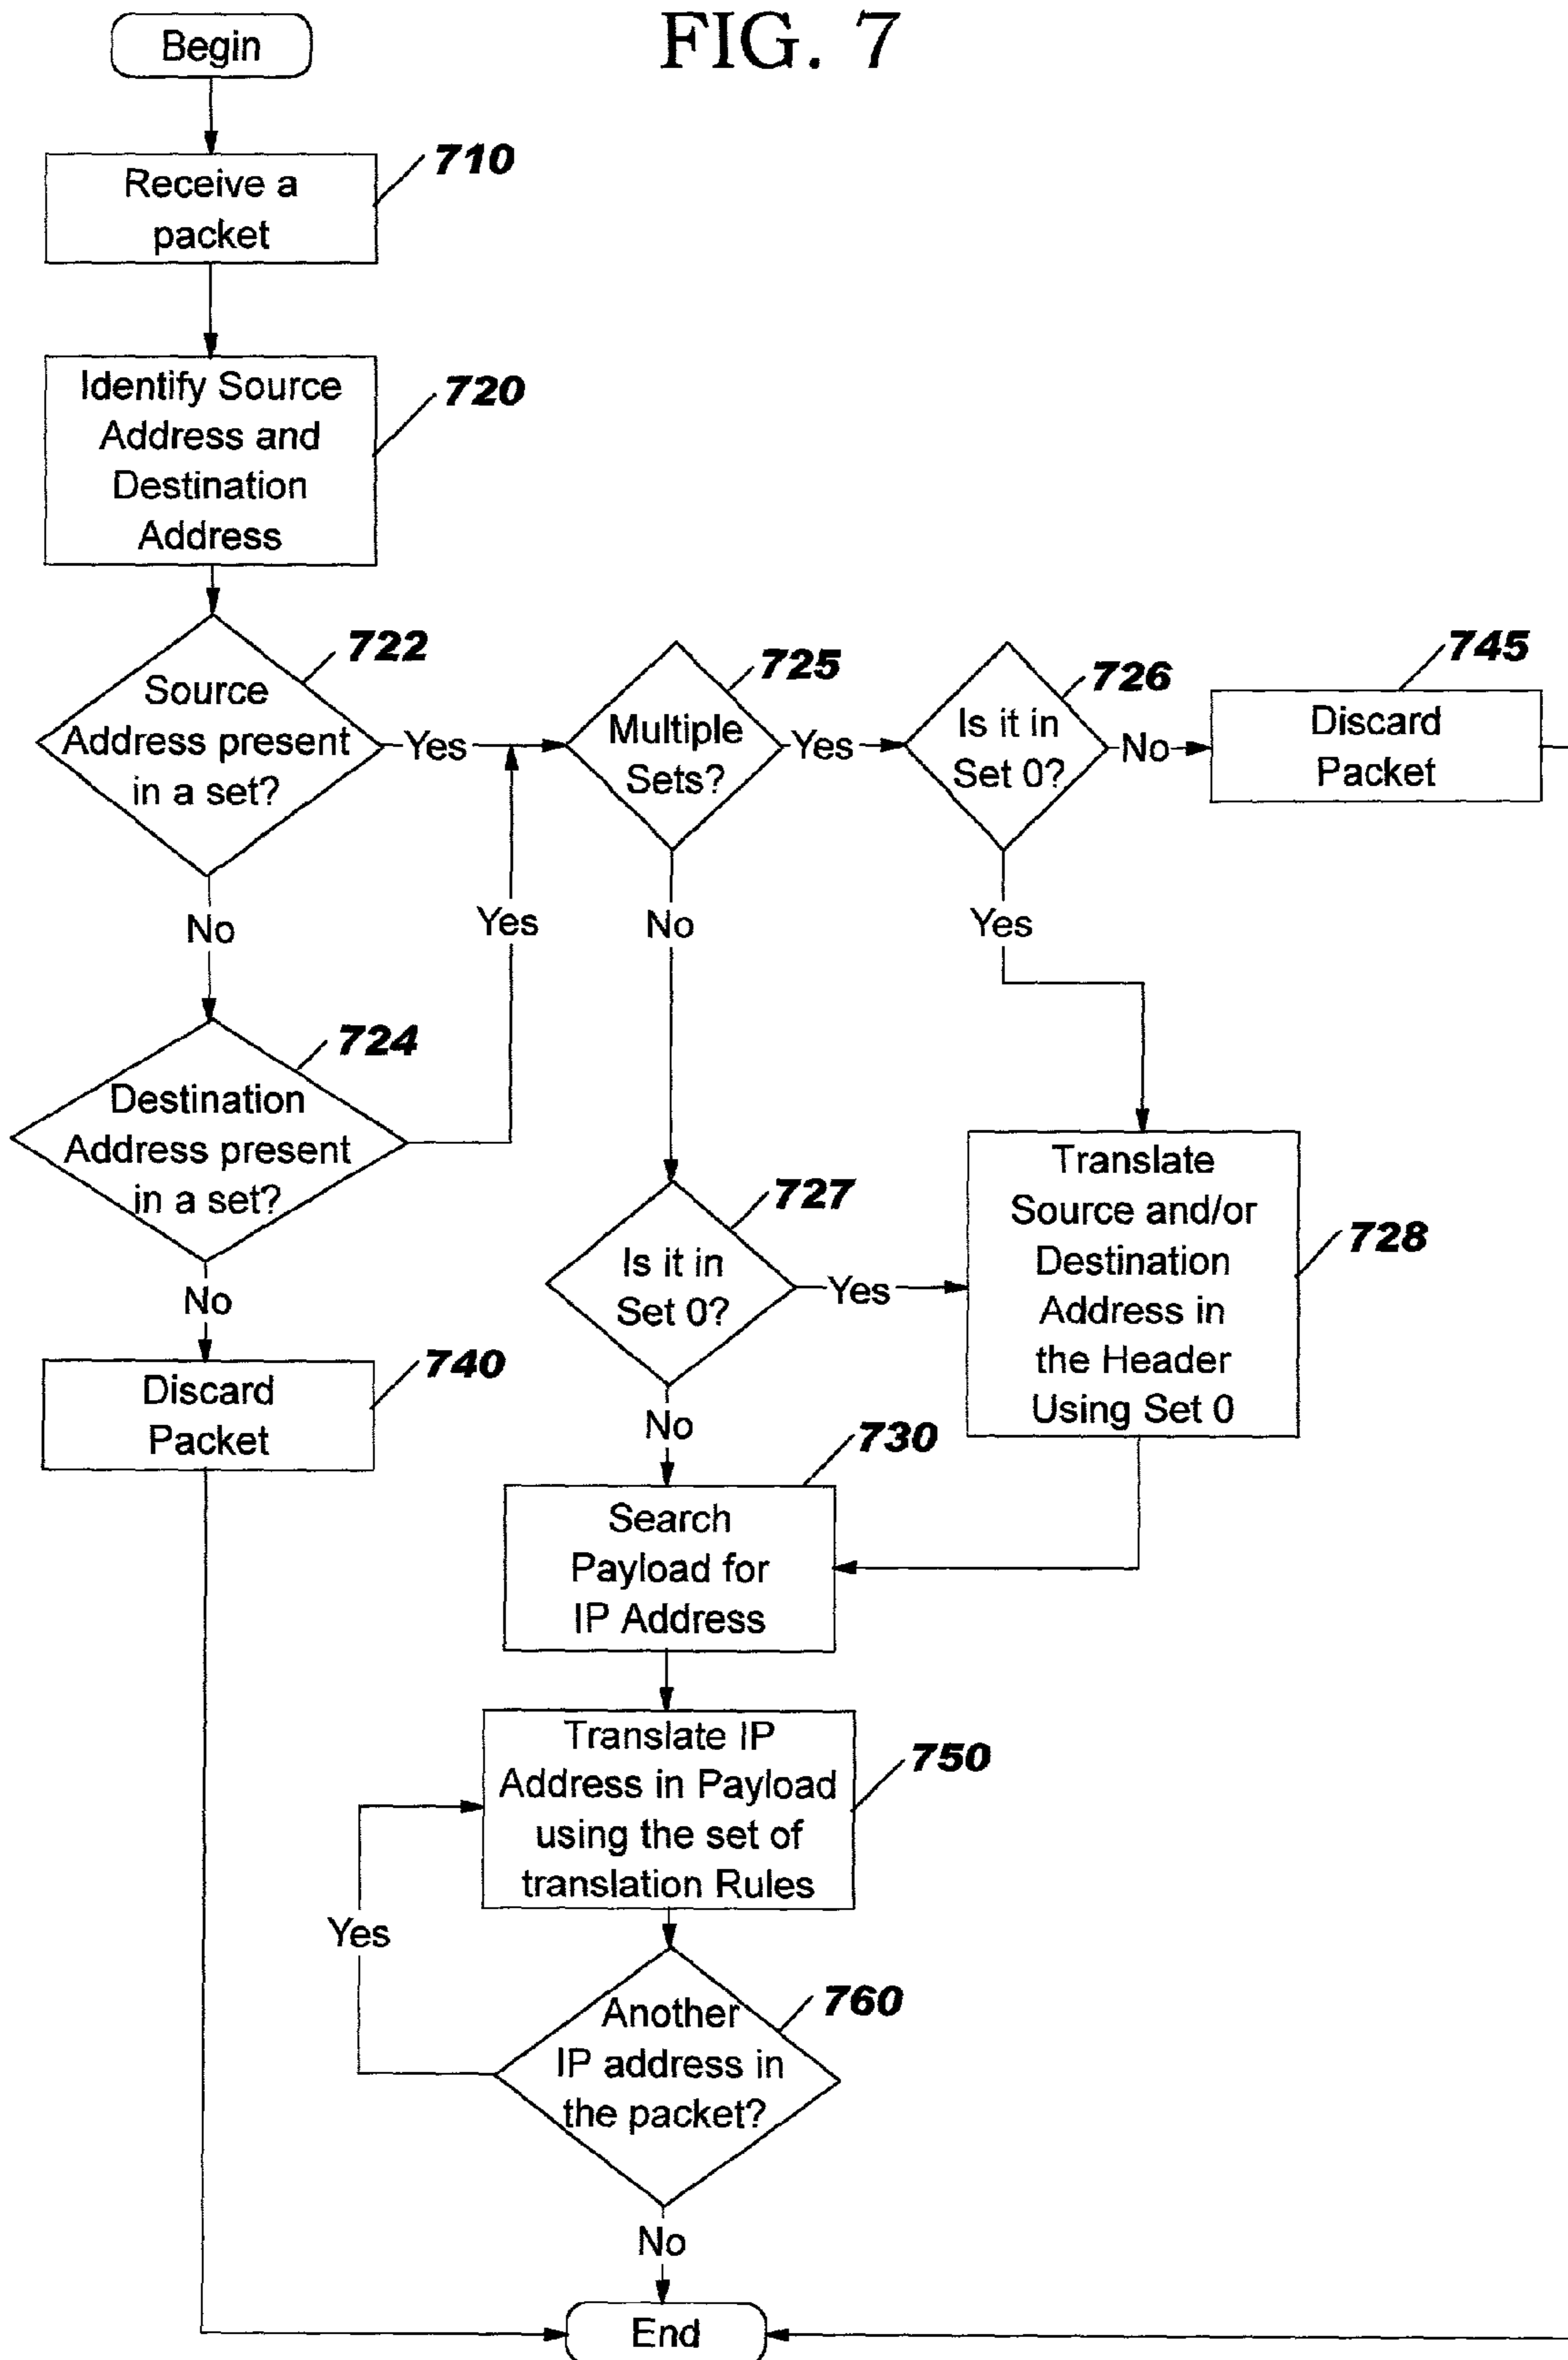 FIG. 7
Begin
710
Receive a
packet
720
Identify Source
Address and
Destination
Address
722
Source
Address present
in a set?
Yes
No
725
Multiple
Sets?
Yes
No
726
Is it in
Set 0?
No
Yes
745
Discard
Packet
Yes
724
Destination
Address present
in a set?
No
740
Discard
Packet
727
Is it in
Set 0?
Yes
No
728
Translate
Source and/or
Destination
Address in
the Header
Using Set 0
730
Search
Payload for
IP Address
750
Translate IP
Address in Payload
using the set of
translation Rules
Yes
760
Another
IP address in
the packet?
No
End